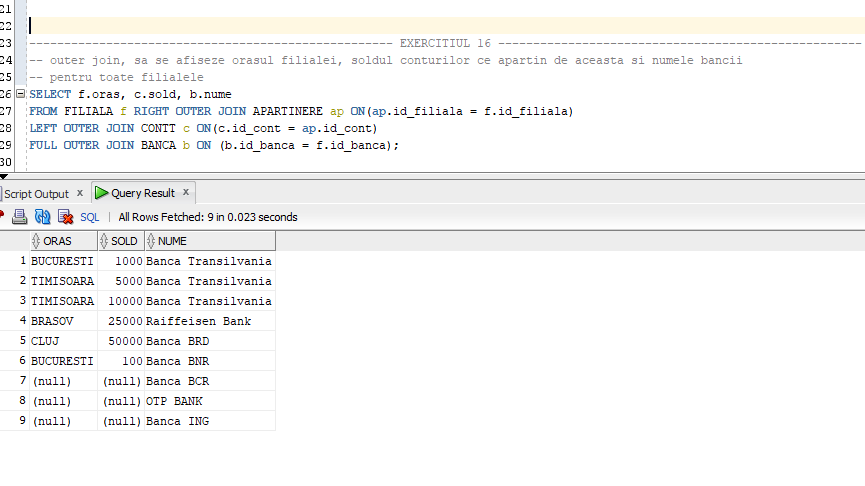 21
22
23 ---------------------------------------------------- EXERCITIUL 16 ----------------------------------------------------
24 -- outer join, sa se afiseze orasul filialei, soldul conturilor ce apartin de aceasta si numele bancii
25 -- pentru toate filialele
26 SELECT f.oras, c.sold, b.nume
27 FROM FILIALA f RIGHT OUTER JOIN APARTINERE ap ON(ap.id_filiala = f.id_filiala)
28 LEFT OUTER JOIN CONTT c ON(c.id_cont = ap.id_cont)
29 FULL OUTER JOIN BANCA b ON (b.id_banca = f.id_banca);
30
Script Output x Query Result x
SQL | All Rows Fetched: 9 in 0.023 seconds
ORAS SOLD NUME
1 BUCURESTI 1000 Banca Transilvania
2 TIMISOARA 5000 Banca Transilvania
3 TIMISOARA 10000 Banca Transilvania
4 BRASOV 25000 Raiffeisen Bank
5 CLUJ 50000 Banca BRD
6 BUCURESTI 100 Banca BNR
7 (null) (null) Banca BCR
8 (null) (null) OTP BANK
9 (null) (null) Banca ING